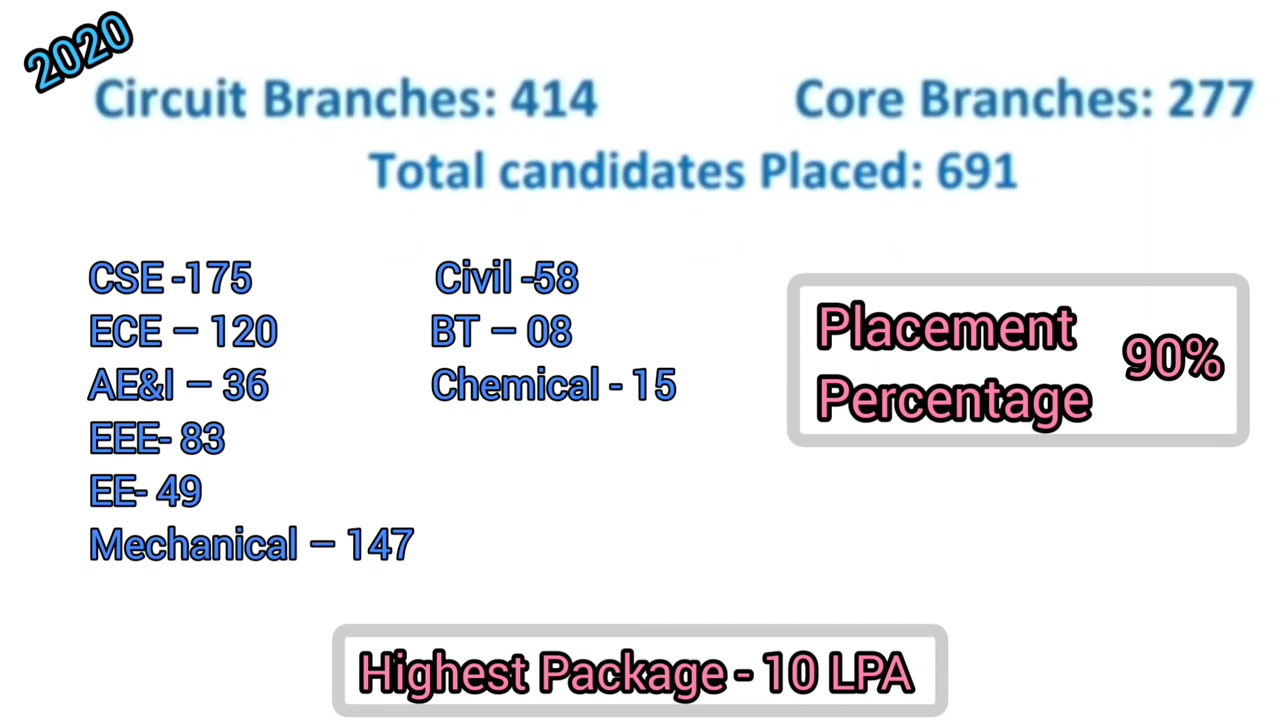 2020
Circuit Branches: 414
Core Branches: 277
Total candidates Placed: 691
CSE -175
ECE – 120
AE&I – 36
EEE- 83
EE- 49
Mechanical – 147
Civil -58
BT – 08
Chemical - 15
Placement
Percentage
90%
Highest Package - 10 LPA